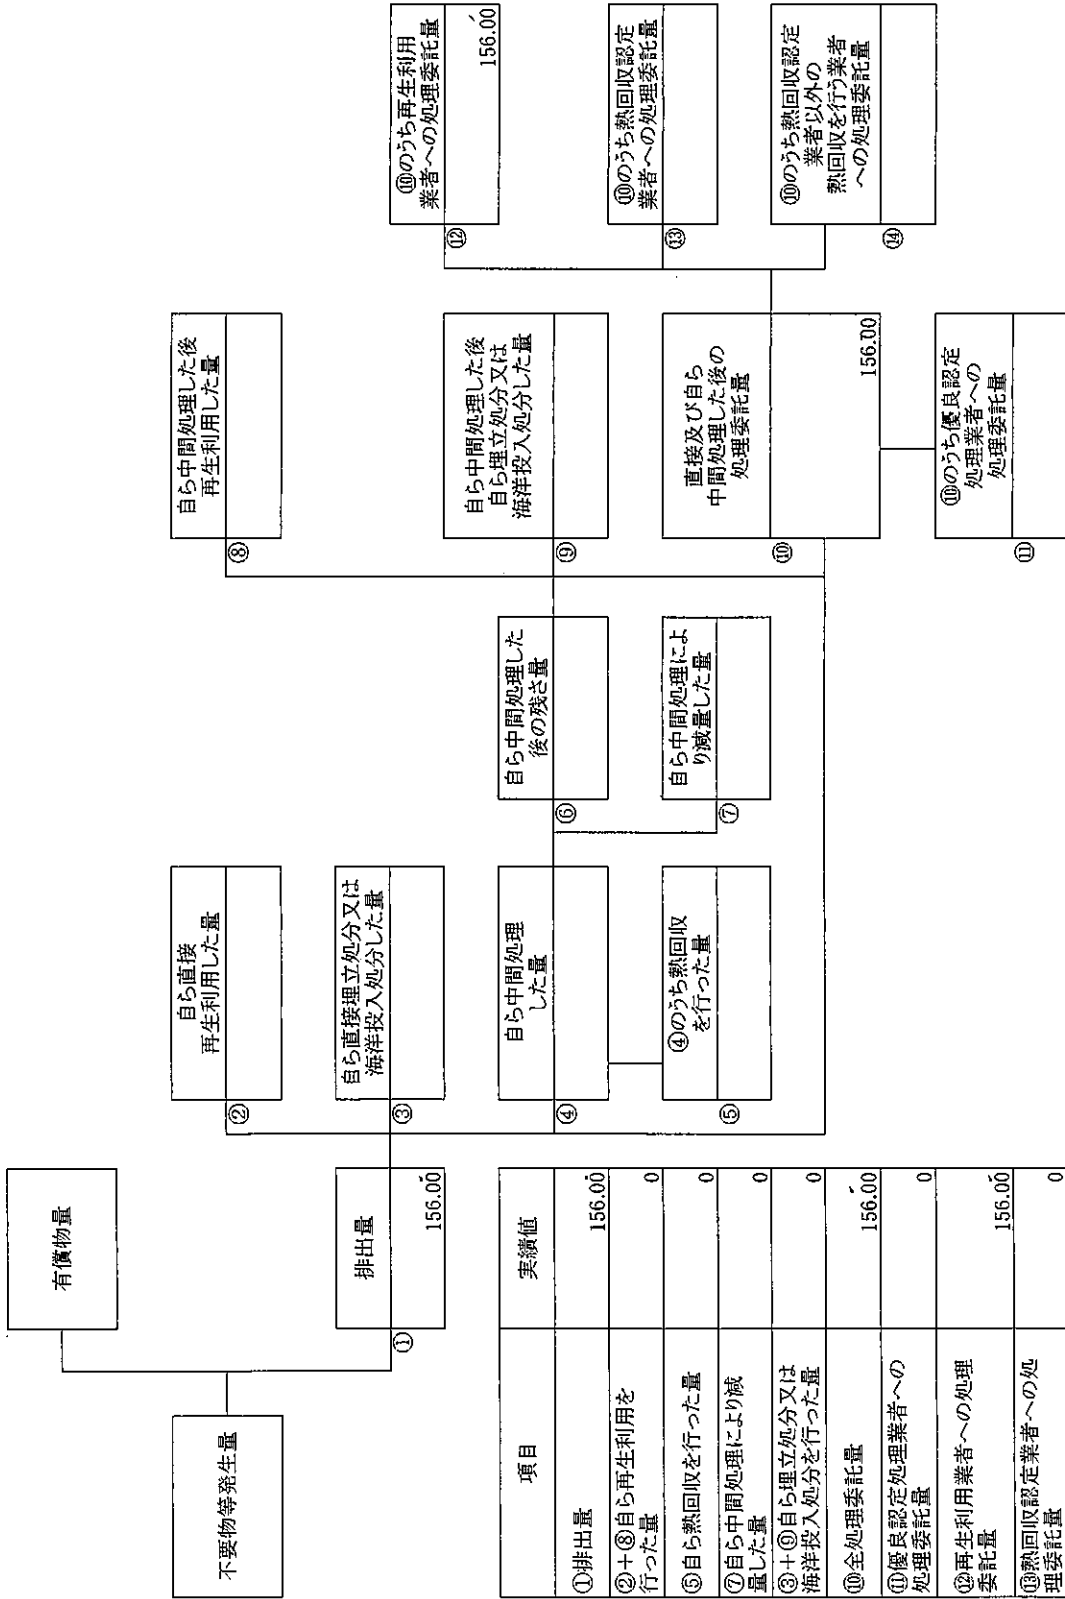 不要物等発生量
有償物量
①
排出量
156.00
②
自ら直接
再生利用した量
③
自ら直接埋立処分又は
海洋投入処分した量
④
自ら中間処理
した量
⑤
④のうち熱回収
を行った量
⑥
自ら中間処理した
後の残さ量
⑦
自ら中間処理によ
り減量した量
⑧
自ら中間処理した後
再生利用した量
⑨
自ら中間処理した後
自ら埋立処分又は
海洋投入処分した量
⑩
直接及び自ら
中間処理した後の
処理委託量
156.00
⑪
⑩のうち優良認定
処理業者への
処理委託量
⑫
⑩のうち再生利用
業者への処理委託量
156.00
⑬
⑩のうち熱回収認定
業者への処理委託量
⑭
⑩のうち熱回収認定
業者以外の
熱回収を行う業者
への処理委託量
項目 実績値
①排出量 156.00
②+⑧自ら再生利用を
行った量 0
⑤自ら熱回収を行った量 0
⑦自ら中間処理により減
量した量 0
③+⑨自ら埋立処分又は
海洋投入処分を行った量 0
⑩全処理委託量 156.00
⑪優良認定処理業者への
処理委託量 0
⑫再生利用業者への処理
委託量 156.00
⑬熱回収認定業者への処
理委託量 0